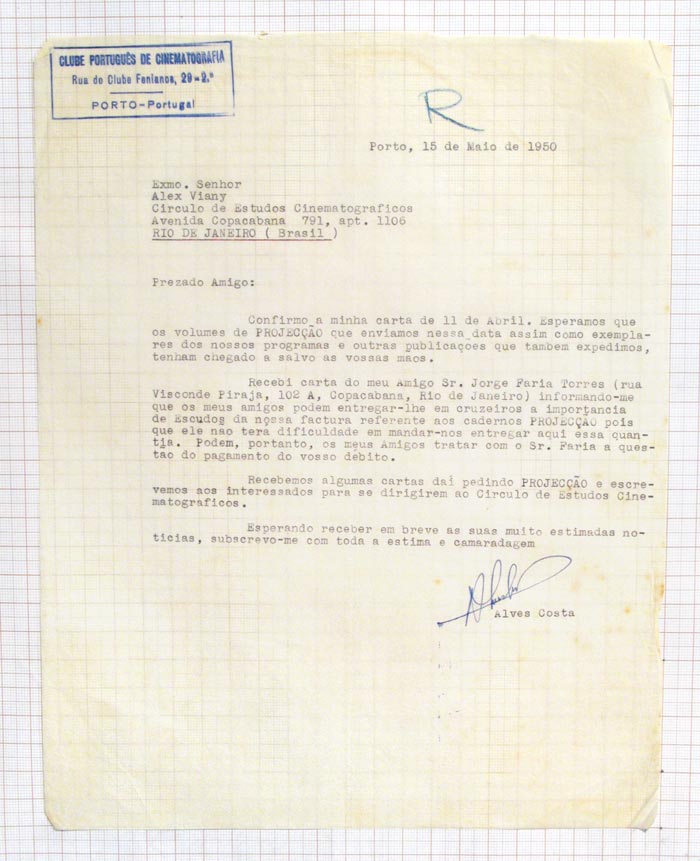 CLUBE PORTUGUÊS DE CINEMATOGRAFIA
Rua do Clube Fenianos, 29-2.º
PORTO-Portugal
R
Porto, 15 de Maio de 1950
Exmo. Senhor
Alex Viany
Circulo de Estudos Cinematograficos
Avenida Copacabana 791, apt. 1106
RIO DE JANEIRO ( Brasil )
Prezado Amigo:
Confirmo a minha carta de 11 de Abril. Esperamos que
os volumes de PROJECÇÃO que enviamos nessa data assim como exempla-
res dos nossos programas e outras publicações que tambem expedimos,
tenham chegado a salvo as vossas mãos.
Recebi carta do meu Amigo Sr. Jorge Faria Torres (rua
Visconde Piraja, 102 A, Copacabana, Rio de Janeiro) informando-me
que os meus amigos podem entregar-lhe em cruzeiros a importancia
de Escudos da nossa factura referente aos cadernos PROJECÇÃO pois
que ele não terá dificuldade em mandar-nos entregar aqui essa quan-
tia. Podem, portanto, os meus Amigos tratar com o Sr. Faria a ques-
tão do pagamento do vosso débito.
Recebemos algumas cartas daí pedindo PROJECÇÃO e escre-
vemos aos interessados para se dirigirem ao Circulo de Estudos Cine-
matograficos.
Esperando receber em breve as suas muito estimadas no-
ticias, subscrevo-me com toda a estima e camaradagem
Alves Costa